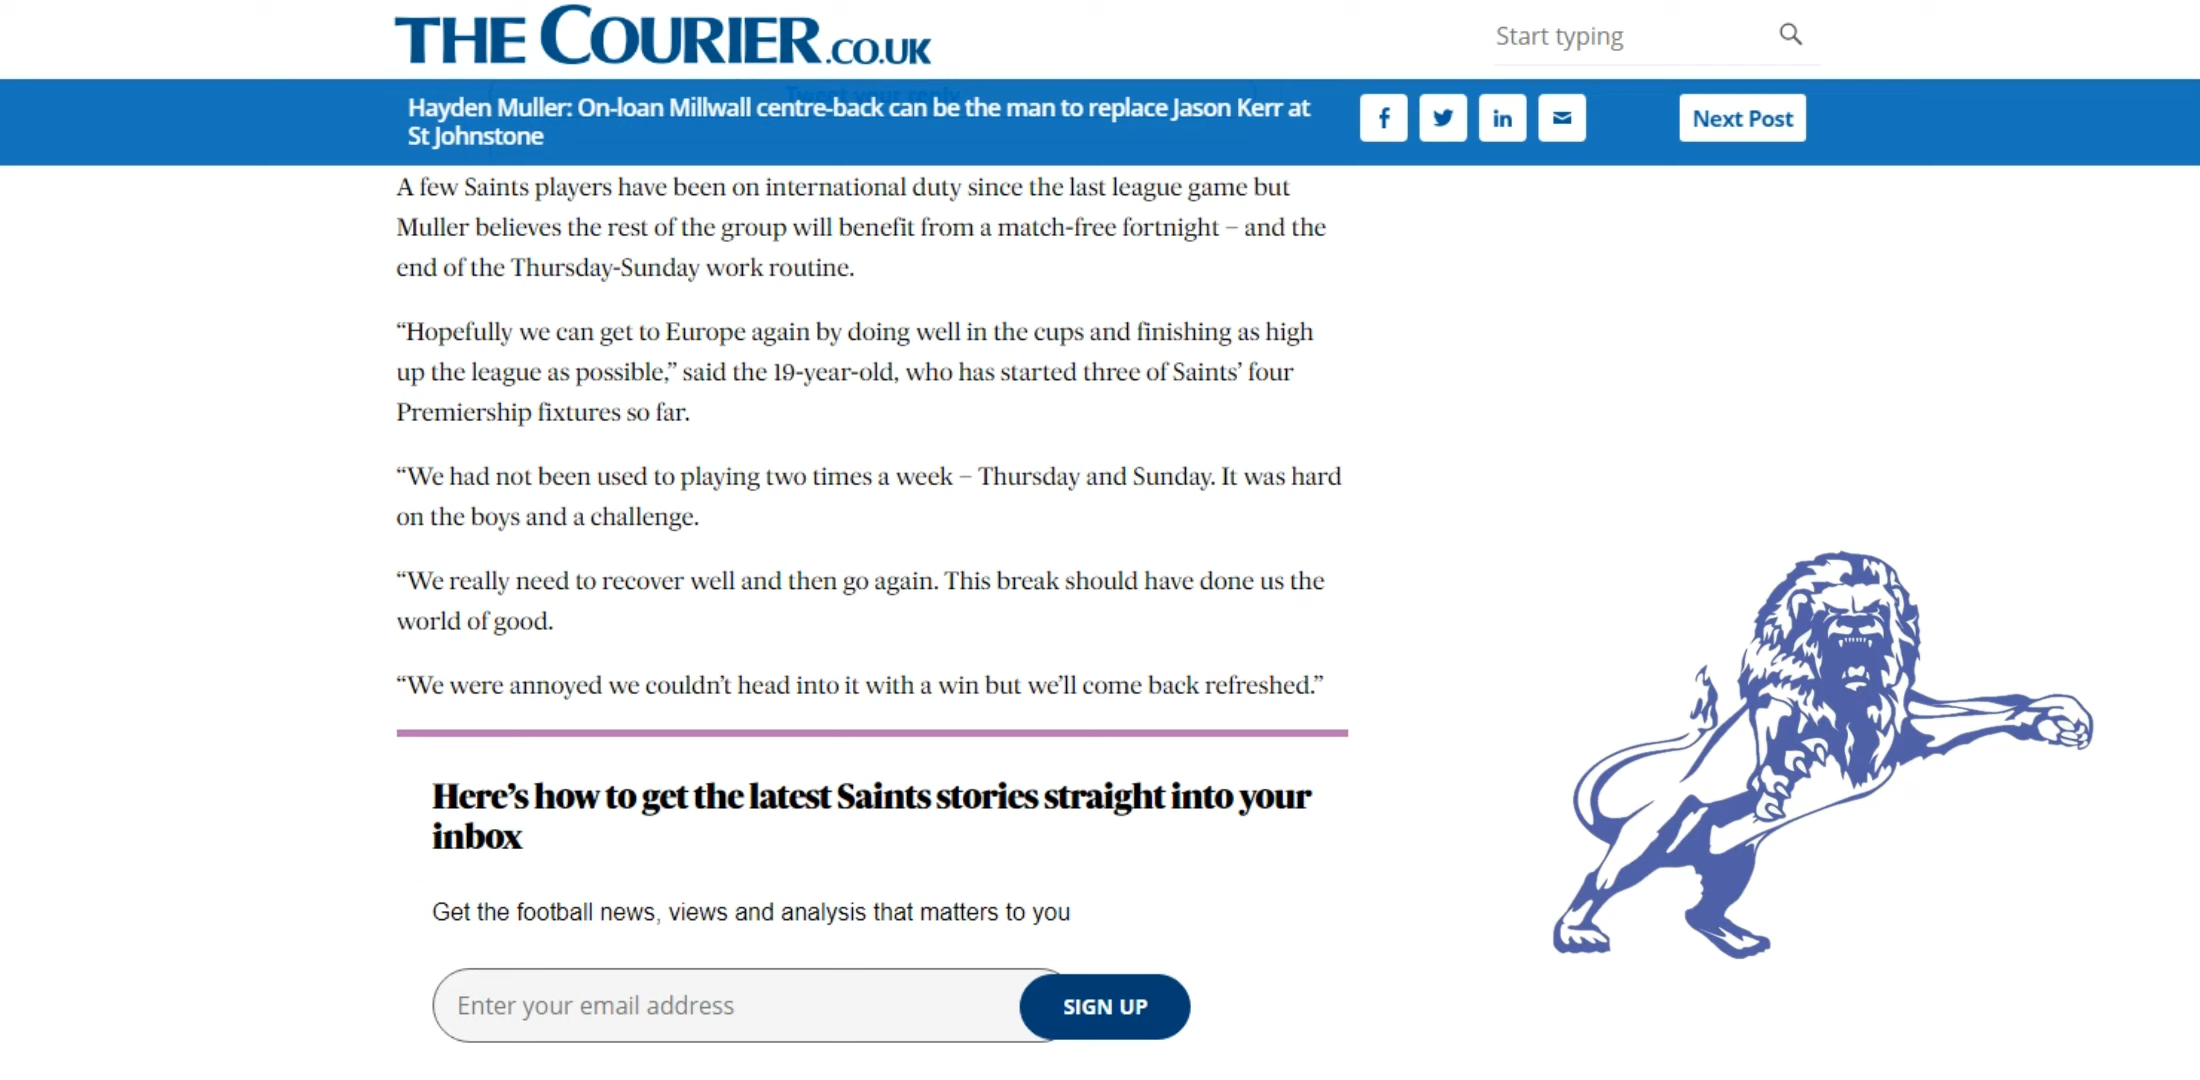 THE COURIER.CO.UK
Start typing
Hayden Muller: On-loan Millwall centre-back can be the man to replace Jason Kerr at
St Johnstone
f
in
Next Post
A few Saints players have been on international duty since the last league game but
Muller believes the rest of the group will benefit from a match-free fortnight – and the
end of the Thursday-Sunday work routine.
“Hopefully we can get to Europe again by doing well in the cups and finishing as high
up the league as possible,” said the 19-year-old, who has started three of Saints’ four
Premiership fixtures so far.
“We had not been used to playing two times a week – Thursday and Sunday. It was hard
on the boys and a challenge.
“We really need to recover well and then go again. This break should have done us the
world of good.
“We were annoyed we couldn’t head into it with a win but we’ll come back refreshed.”
Here’s how to get the latest Saints stories straight into your
inbox
Get the football news, views and analysis that matters to you
Enter your email address
SIGN UP